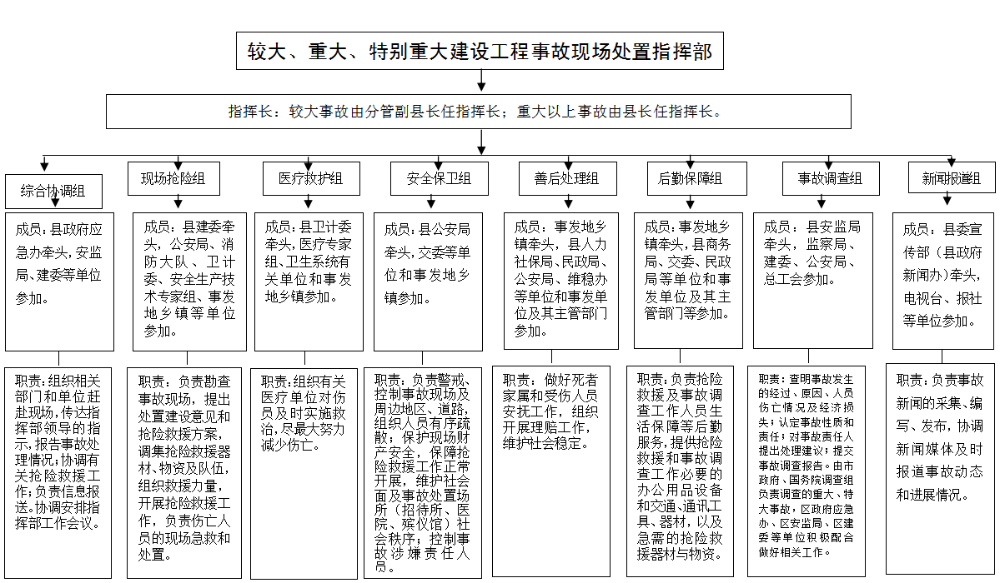 较大、重大、特别重大建设工程事故现场处置指挥部
指挥长：较大事故由分管副县长任指挥长；重大以上事故由县长任指挥长。
综合协调组
现场抢险组
医疗救护组
安全保卫组
善后处理组
后勤保障组
事故调查组
新闻报道组
成员：县政府应
急办牵头，安监
局、建委等单位
参加。
成员：县建委牵
头，公安局、消
防大队、卫计
委、安全生产技
术专家组、事发
地乡镇等单位
参加。
成员：县卫计委
牵头，医疗专家
组、卫生系统有
关单位和事发
地乡镇参加。
成员：县公安局
牵头，交委等单
位和事发地乡
镇参加。
成员：事发地乡
镇牵头，县人力
社保局、民政局、
公安局、维稳办
等单位和事发单
位及其主管部门
参加。
成员：事发地乡
镇牵头，县商务
局、交委、民政
局等单位和事
发单位及其主
管部门等参加。
成员：县安监局
牵头，监察局、
建委、公安局、
总工会参加。
成员：县委宣
传部（县政府
新闻办）牵头，
电视台、报社
等单位参加。
职责：组织相关
部门和单位赶
赴现场，传达指
挥部领导的指
示，报告事故处
理情况；协调有
关抢险救援工
作；负责信息报
送。协调安排指
挥部工作会议。
职责：负责勘查
事故现场，提出
处置建设意见和
抢险救援方案，
调集抢险救援器
材、物资及队伍，
组织救援力量，
开展抢险救援工
作，负责伤亡人
员的现场急救和
处置。
职责：组织有关
医疗单位对伤
员及时实施救
治，尽最大努力
减少伤亡。
职责：负责警戒、
控制事故现场及
周边地区、道路，
组织人员有序疏
散；保护现场财
产安全，保障抢
险救援工作正常
开展，维护社会
面及事故处置场
所（招待所、医
院、殡仪馆）社
会秩序；控制
事故涉嫌责任人
员。
职责：做好死者
家属和受伤人员
安抚工作，组织
开展理赔工作，
维护社会稳定。
职责：负责抢险
救援及事故调
查工作人员生
活保障等后勤
服务，提供抢险
救援和事故调
查工作必要的
办公用品设备
和交通、通讯工
具、器材，以及
急需的抢险救
援器材与物资。
职责：查明事故发生
的经过、原因、人员
伤亡情况及经济损
失；认定事故性质和
责任；对事故责任人
提出处理建议；提交
事故调查报告。由市
政府、国务院调查组
负责调查的重大、特
大事故，区政府应急
办、区安监局、区建
委等单位积极配合
做好相关工作。
职责：负责事故
新闻的采集、编
写、发布，协调
新闻媒体及时
报道事故动态
和进展情况。